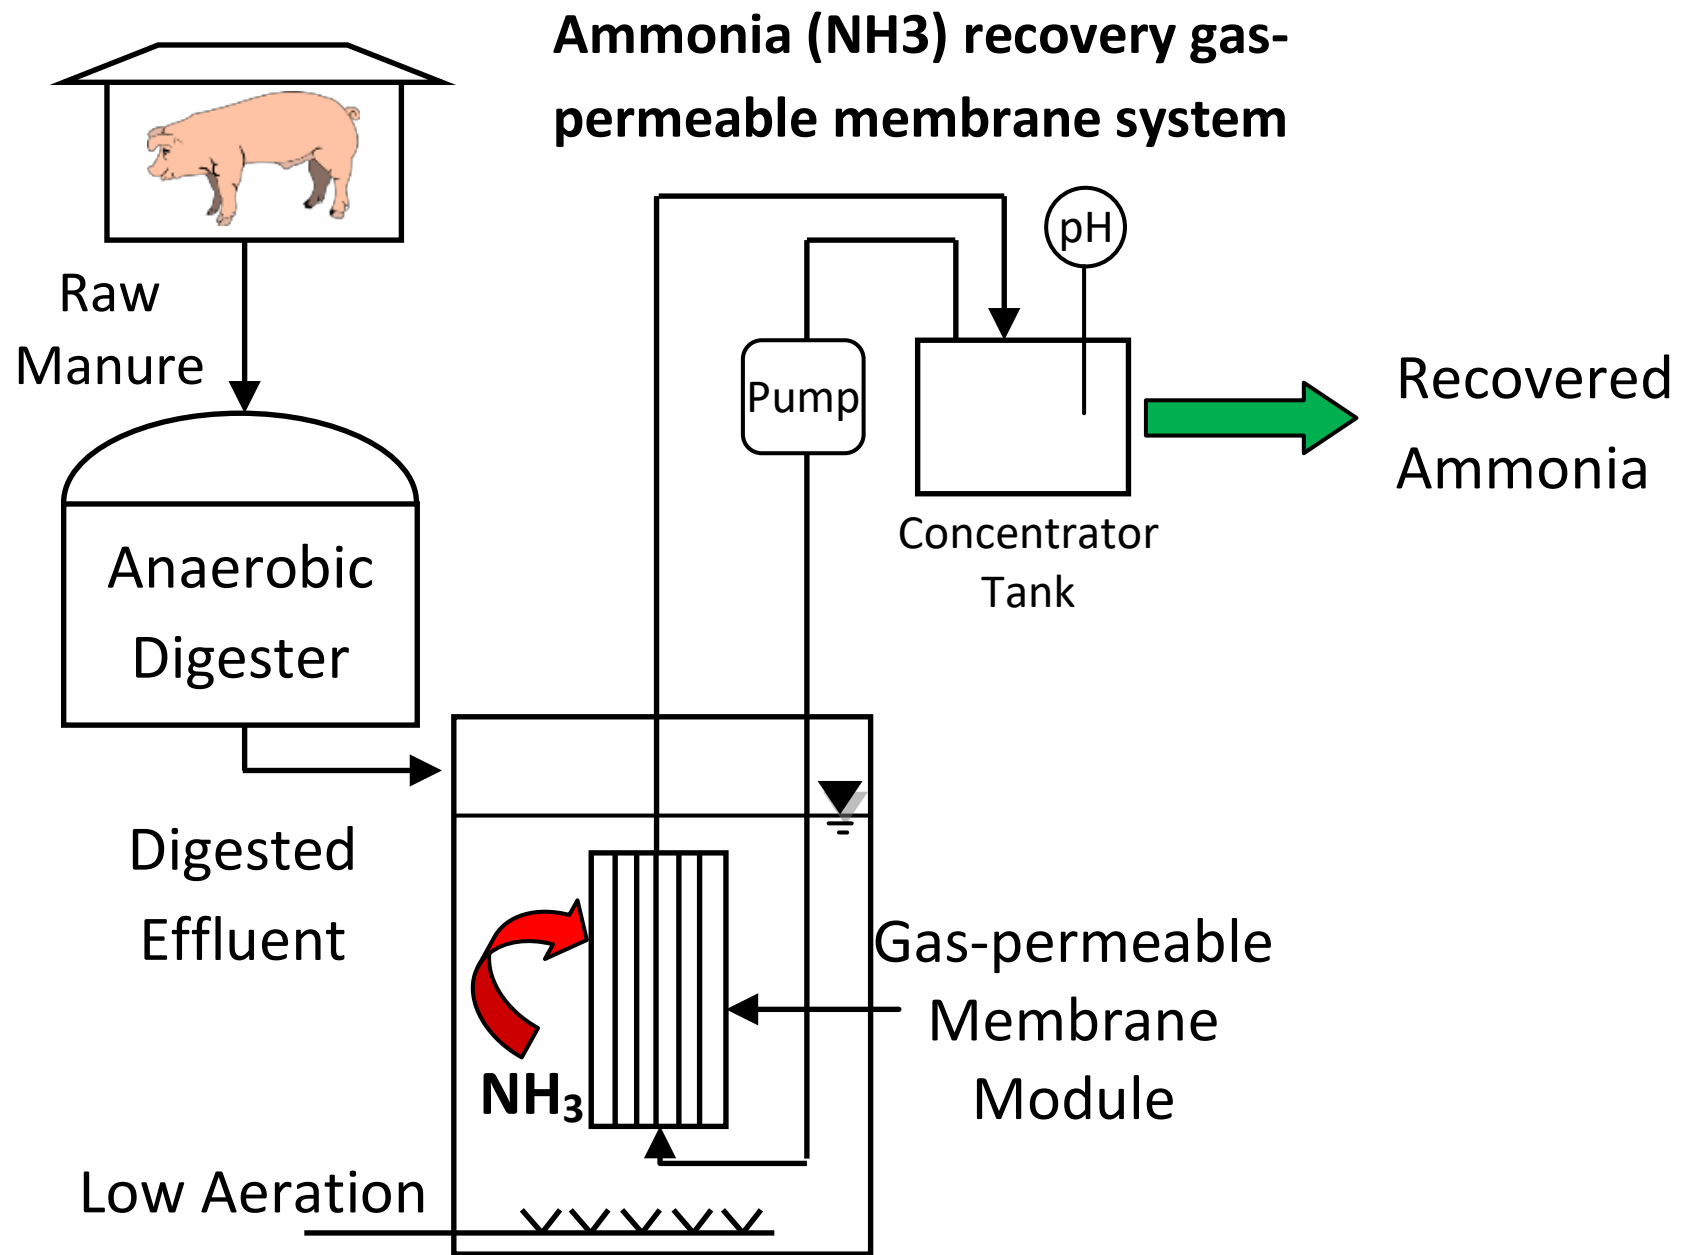 Ammonia (NH3) recovery gas-
permeable membrane system
Raw
Manure
pH
Pump
Recovered
Ammonia
Concentrator
Tank
Anaerobic
Digester
Digested
Effluent
Gas-permeable
Membrane
Module
NH₃
Low Aeration